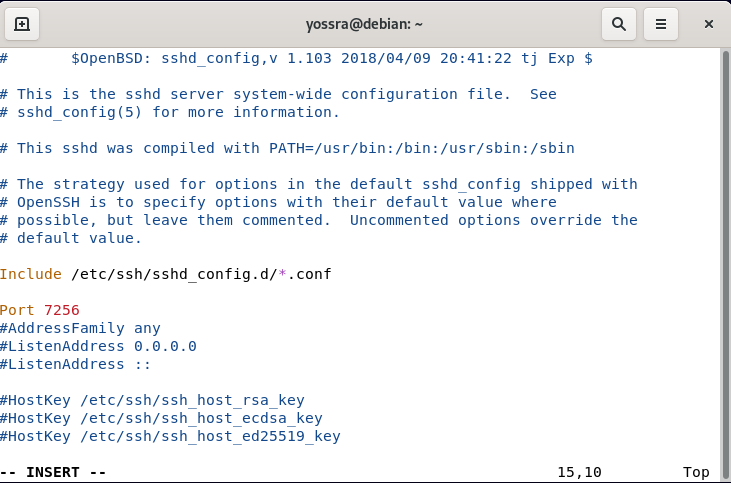 yossra@debian: ~
#       $OpenBSD: sshd_config,v 1.103 2018/04/09 20:41:22 tj Exp $
# This is the sshd server system-wide configuration file.  See
# sshd_config(5) for more information.
# This sshd was compiled with PATH=/usr/bin:/bin:/usr/sbin:/sbin
# The strategy used for options in the default sshd_config shipped with
# OpenSSH is to specify options with their default value where
# possible, but leave them commented.  Uncommented options override the
# default value.
Include /etc/ssh/sshd_config.d/*.conf
Port 7256
#AddressFamily any
#ListenAddress 0.0.0.0
#ListenAddress ::
#HostKey /etc/ssh/ssh_host_rsa_key
#HostKey /etc/ssh/ssh_host_ecdsa_key
#HostKey /etc/ssh/ssh_host_ed25519_key
-- INSERT --                                                  15,10         Top